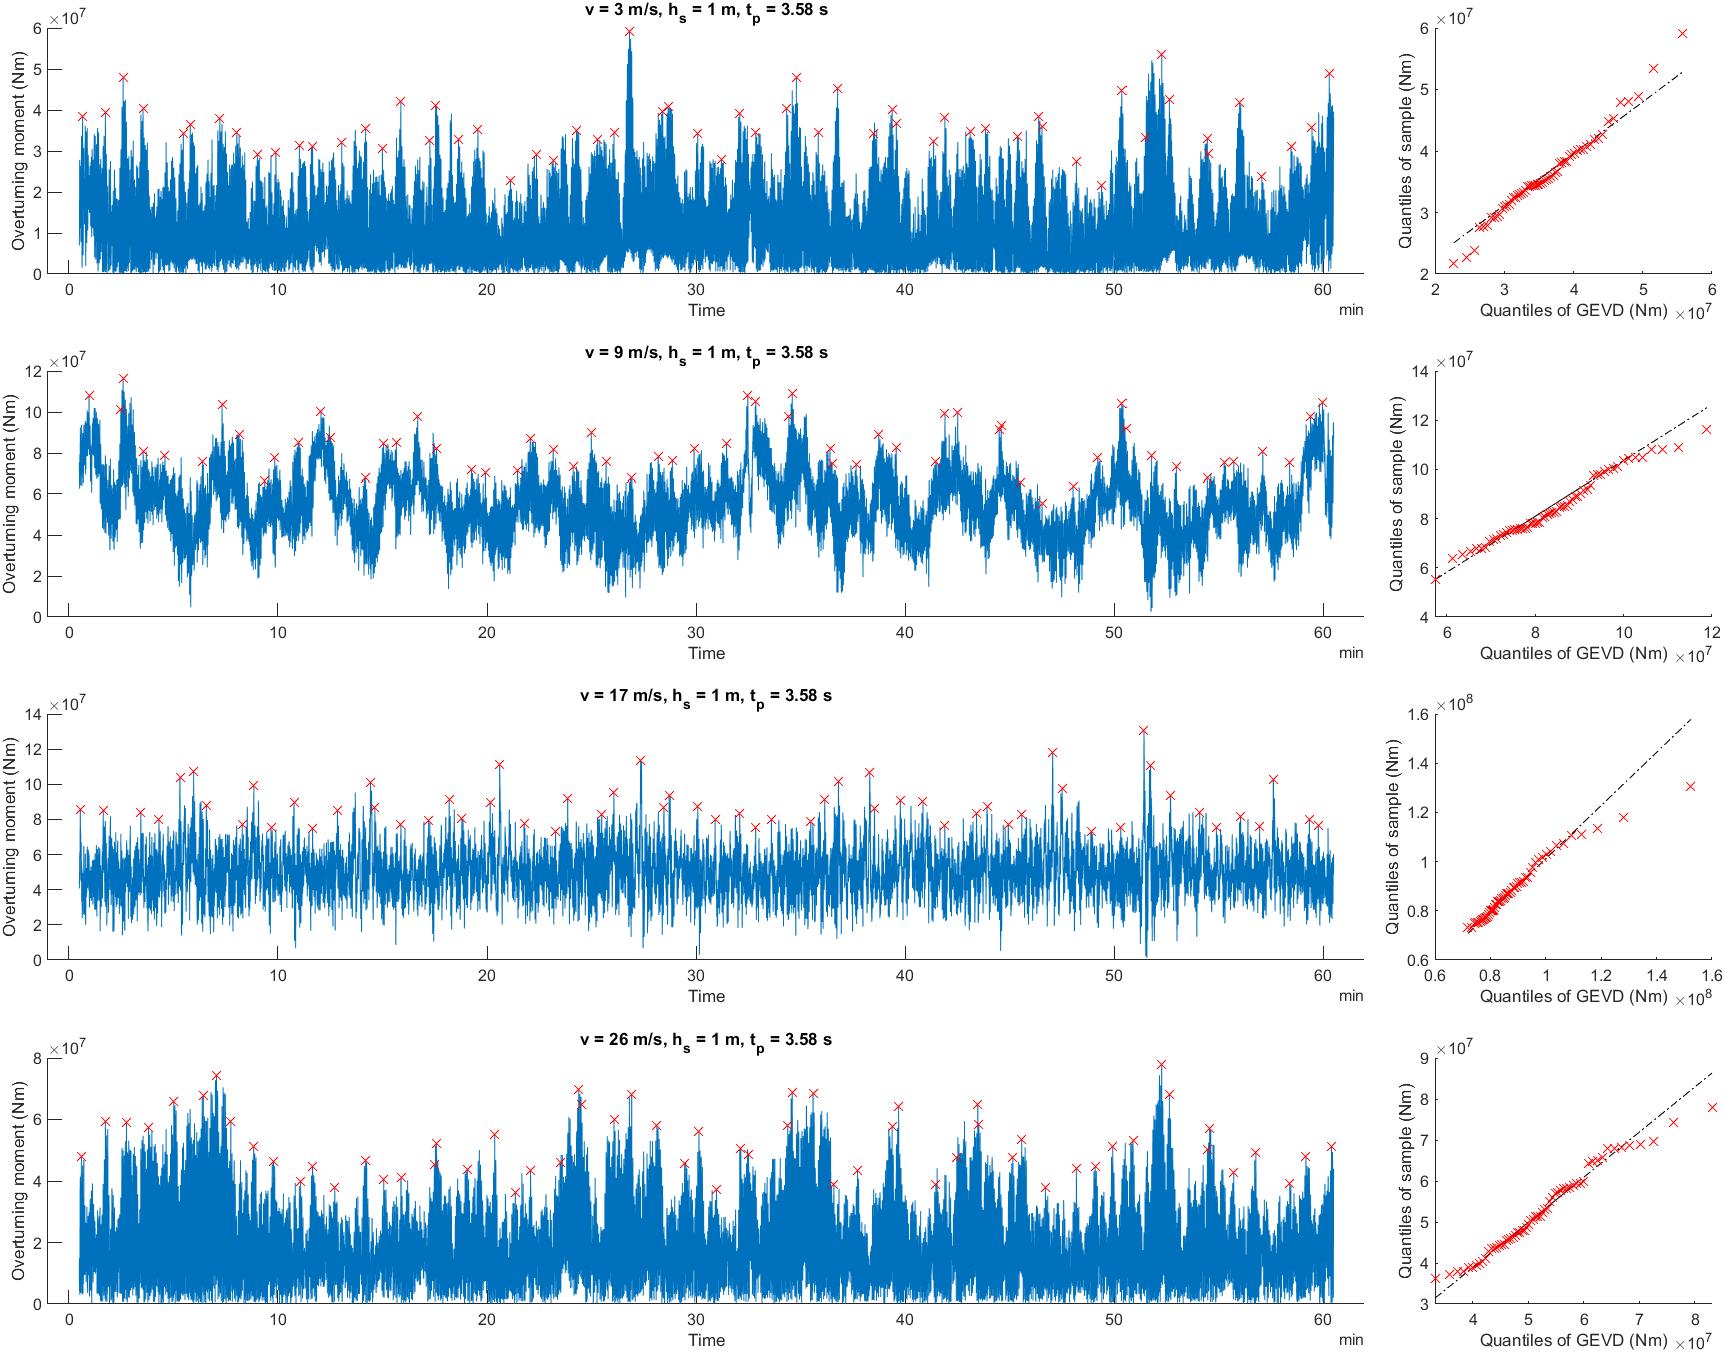 v = 3 m/s, hs = 1 m, tp = 3.58 s
×10^7
Overturning moment (Nm)
6
5
4
3
2
1
0
0 10 20 30 40 50 60
Time
min
×10^7
Quantiles of sample (Nm)
6
5
4
3
2
2 3 4 5 6
Quantiles of GEVD (Nm) ×10^7
v = 9 m/s, hs = 1 m, tp = 3.58 s
×10^7
Overturning moment (Nm)
12
10
8
6
4
2
0
0 10 20 30 40 50 60
Time
min
×10^7
Quantiles of sample (Nm)
14
12
10
8
6
4
6 8 10 12
Quantiles of GEVD (Nm) ×10^7
v = 17 m/s, hs = 1 m, tp = 3.58 s
×10^7
Overturning moment (Nm)
14
12
10
8
6
4
2
0
0 10 20 30 40 50 60
Time
min
×10^8
Quantiles of sample (Nm)
1.6
1.4
1.2
1
0.8
0.6
0.6 0.8 1 1.2 1.4 1.6
Quantiles of GEVD (Nm) ×10^8
v = 26 m/s, hs = 1 m, tp = 3.58 s
×10^7
Overturning moment (Nm)
8
6
4
2
0
0 10 20 30 40 50 60
Time
min
×10^7
Quantiles of sample (Nm)
9
8
7
6
5
4
3
4 5 6 7 8
Quantiles of GEVD (Nm) ×10^7